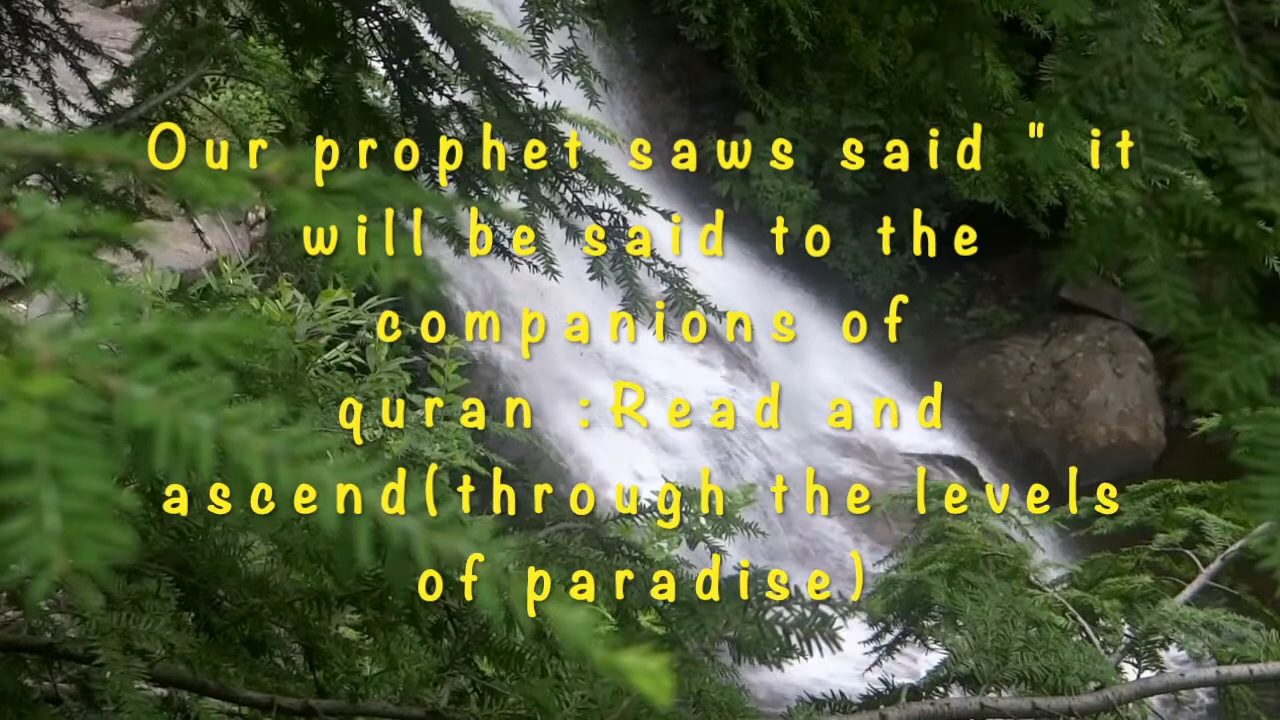 Our prophet saws said " it
will be said to the
companions of
quran :Read and
ascend(through the levels
of paradise)